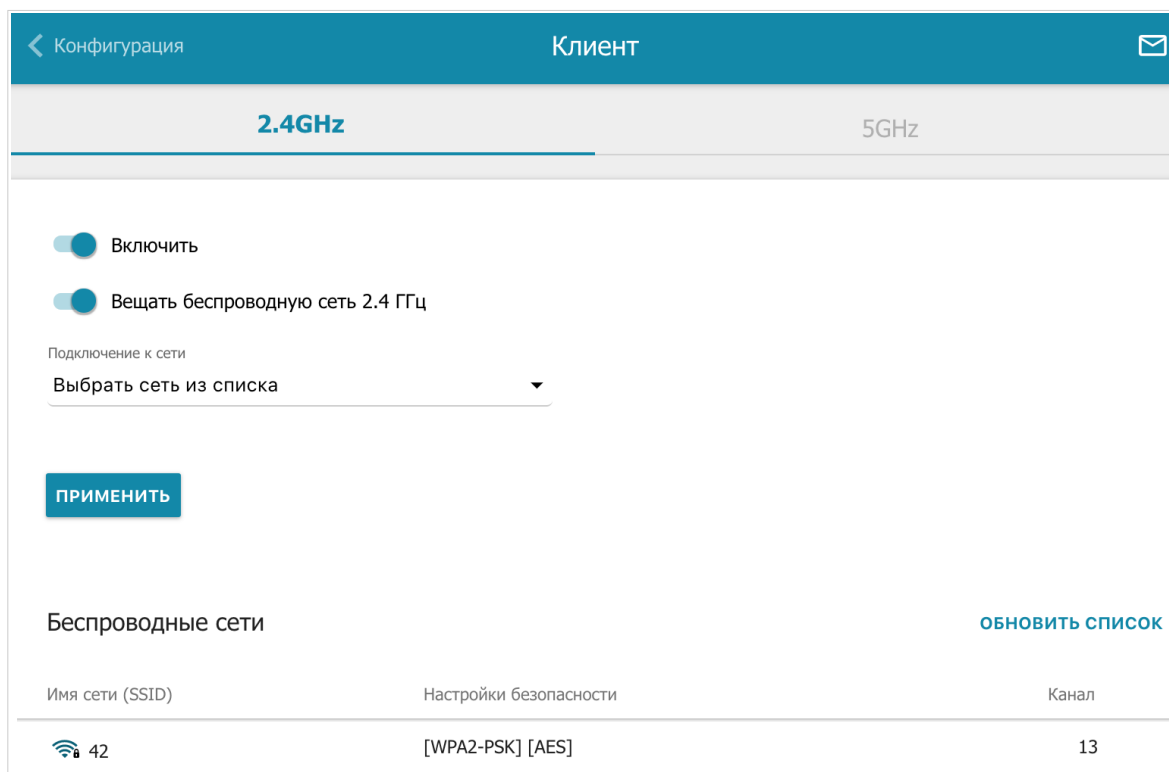 Конфигурация
Клиент
2.4GHz
5GHz
Включить
Вещать беспроводную сеть 2.4 ГГц
Подключение к сети
Выбрать сеть из списка
ПРИМЕНИТЬ
Беспроводные сети
ОБНОВИТЬ СПИСОК
Имя сети (SSID)
Настройки безопасности
Канал
42
[WPA2-PSK] [AES]
13